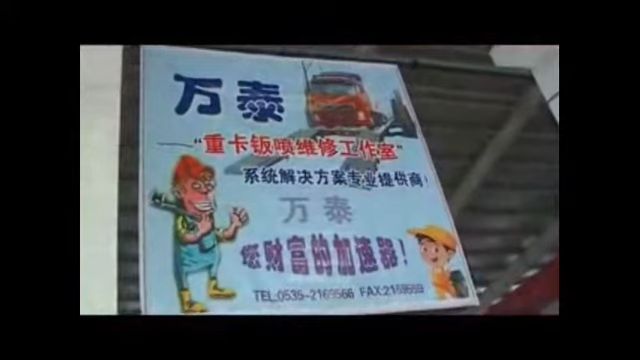 万泰
—"重卡钣喷维修工作室"
系统解决方案专业提供商!
万泰
您财富的加速器!
TEL:0535-2169566 FAX:2169569